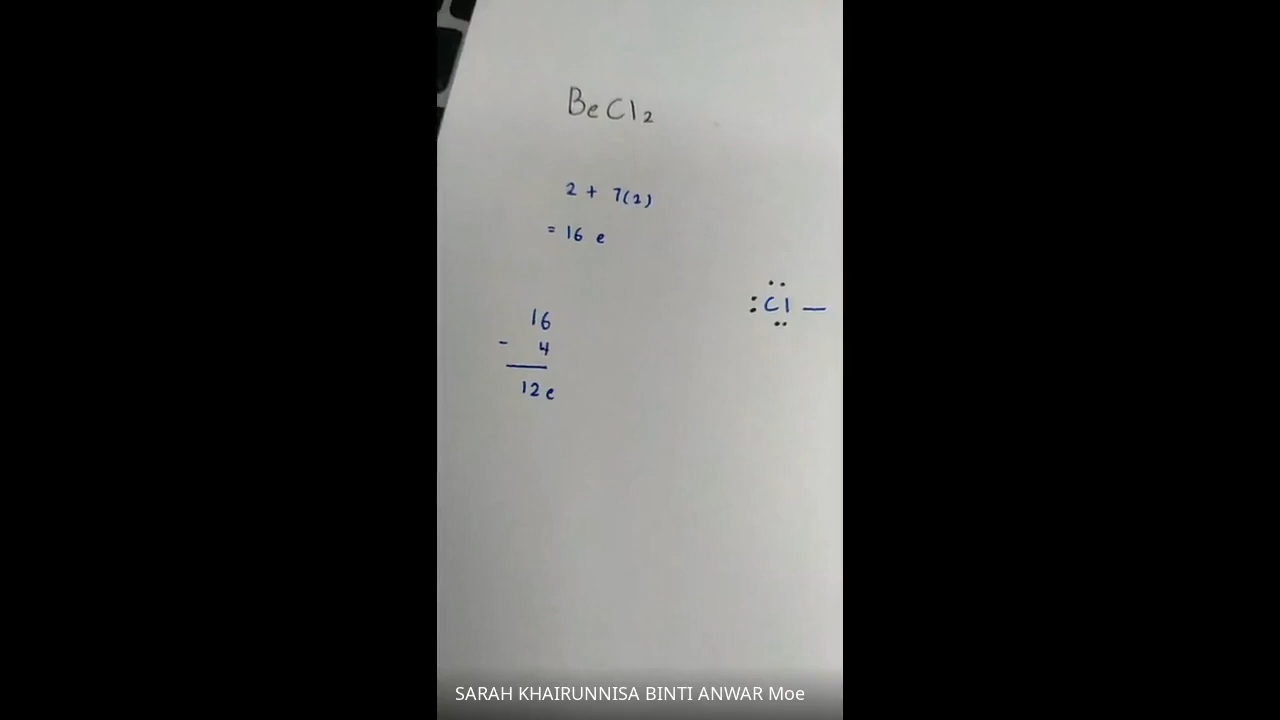 BeCl₂
2 + 7(2)
= 16 e
16
- 4
12e
:Cl —
SARAH KHAIRUNNISA BINTI ANWAR Moe